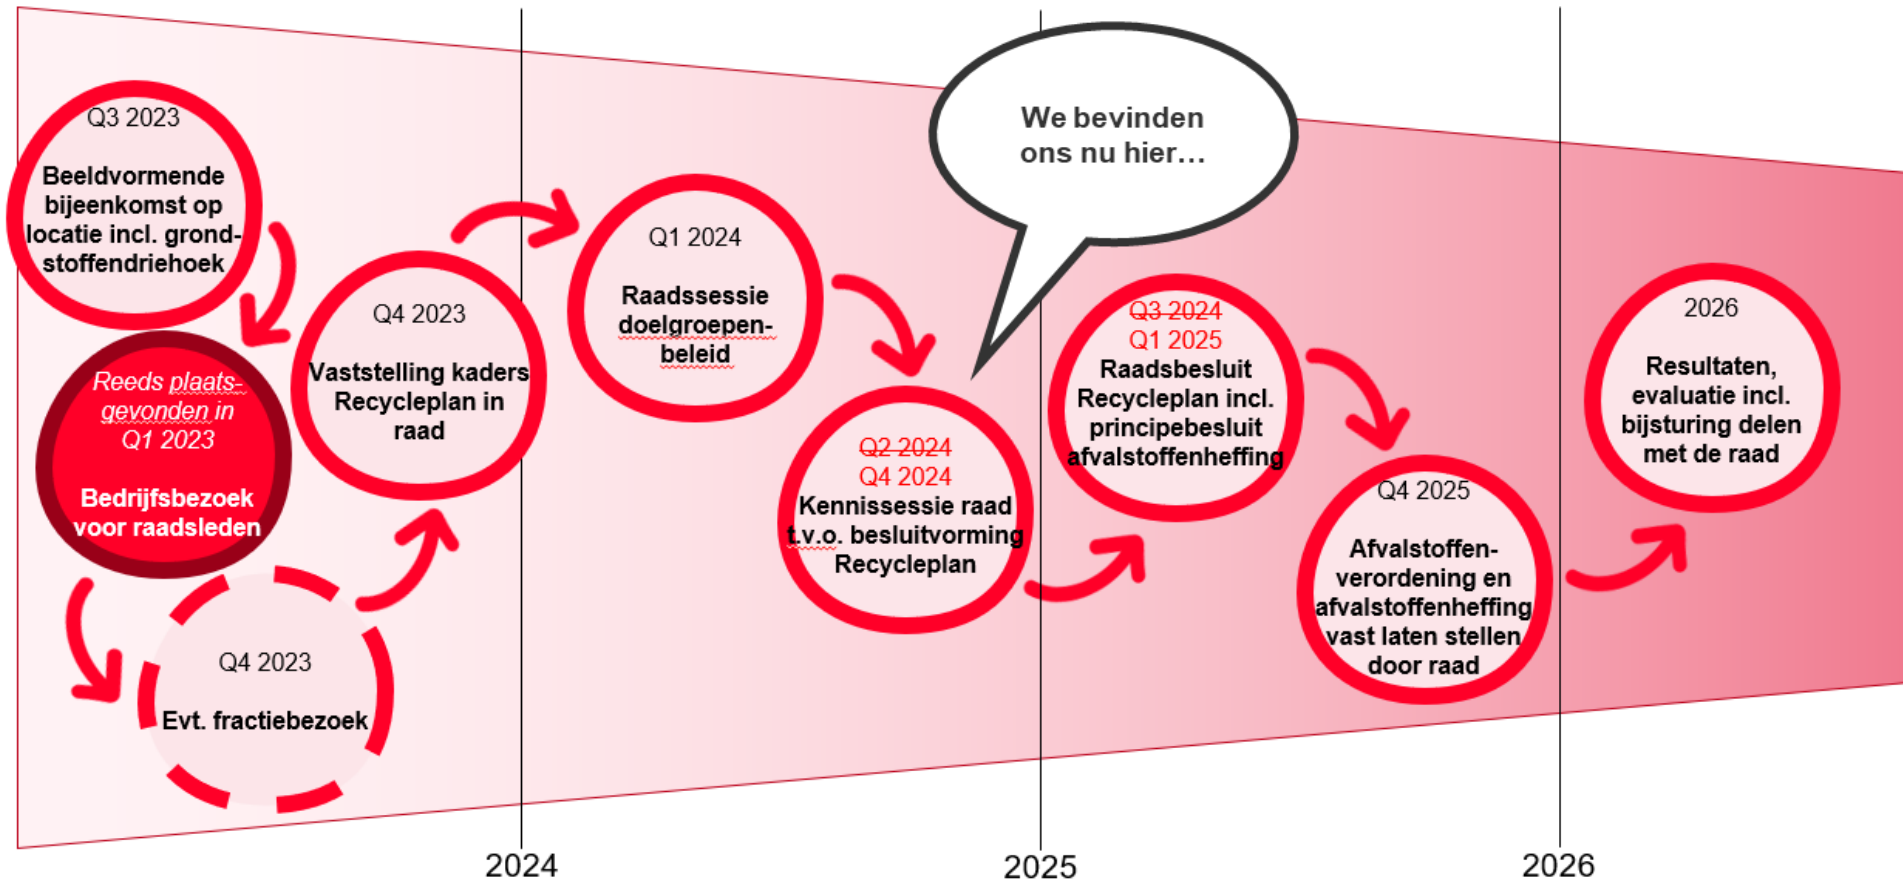 Q3 2023
Beeldvormende
bijeenkomst op
locatie incl. grond-
stoffendriehoek
Reeds plaats-
gevonden in
Q1 2023
Bedrijfsbezoek
voor raadsleden
Q4 2023
Evt. fractiebezoek
Q4 2023
Vaststelling kaders
Recycleplan in
raad
Q1 2024
Raadssessie
doelgroepen-
beleid
Q2 2024
Q4 2024
Kennissessie raad
t.v.o. besluitvorming
Recycleplan
We bevinden
ons nu hier...
Q3 2024
Q1 2025
Raadsbesluit
Recycleplan incl.
principebesluit
afvalstoffenheffing
Q4 2025
Afvalstoffen-
verordening en
afvalstoffenheffing
vast laten stellen
door raad
2026
Resultaten,
evaluatie incl.
bijsturing delen
met de raad
2024
2025
2026